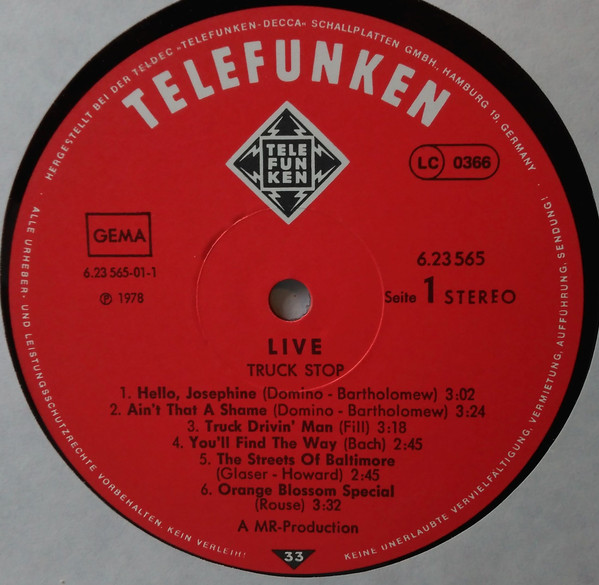 HERGESTELLT BEI DER TELDEC »TELEFUNKEN-DECCA« SCHALLPLATTEN GMBH., HAMBURG 19, GERMANY
TELEFUNKEN
TELE
FUN
KEN
LC 0366
GEMA
6.23 565-01-1
℗ 1978
6.23 565
Seite 1 STEREO
LIVE
TRUCK STOP
1. Hello, Josephine (Domino - Bartholomew) 3:02
2. Ain't That A Shame (Domino - Bartholomew) 3:24
3. Truck Drivin' Man (Fill) 3:18
4. You'll Find The Way (Bach) 2:45
5. The Streets Of Baltimore
(Glaser - Howard) 2:45
6. Orange Blossom Special
(Rouse) 3:32
A MR-Production
33
· ALLE URHEBER- UND LEISTUNGSSCHUTZRECHTE VORBEHALTEN. KEIN VERLEIH!
KEINE UNERLAUBTE VERVIELFÄLTIGUNG, VERMIETUNG, AUFFÜHRUNG, SENDUNG! ·